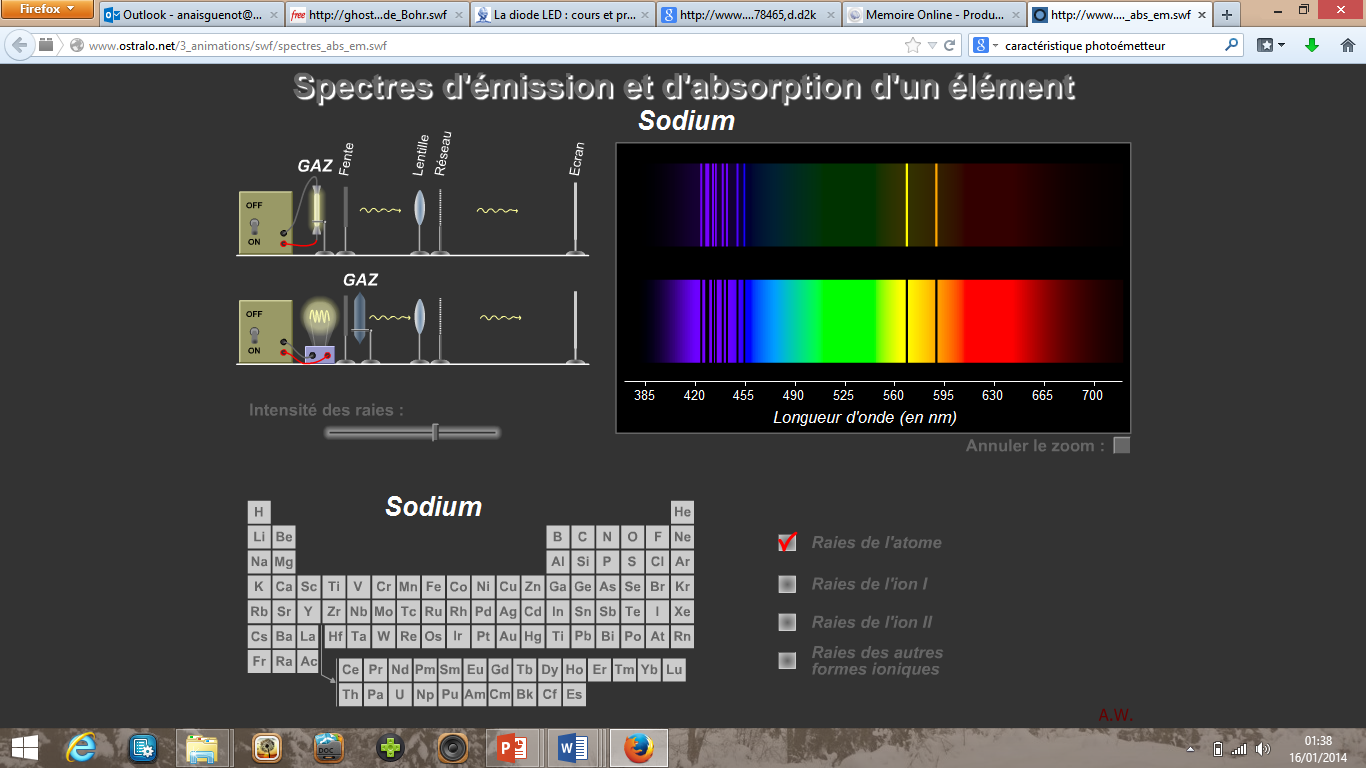 Firefox
Outlook - anaisguenot@...
free http://ghost...de_Bohr.swf
La diode LED : cours et pr...
http://www....78465,d.d2k
Memoire Online - Produ...
http://www...._abs_em.swf
www.ostralo.net/3_animations/swf/spectres_abs_em.swf
caractéristique photoémetteur
Spectres d'émission et d'absorption d'un élément
Sodium
GAZ
Fente
Lentille
Réseau
Ecran
OFF
ON
GAZ
OFF
ON
385 420 455 490 525 560 595 630 665 700
Longueur d'onde (en nm)
Intensité des raies :
Annuler le zoom :
Sodium
H He
Li Be B C N O F Ne
Na Mg Al Si P S Cl Ar
K Ca Sc Ti V Cr Mn Fe Co Ni Cu Zn Ga Ge As Se Br Kr
Rb Sr Y Zr Nb Mo Tc Ru Rh Pd Ag Cd In Sn Sb Te I Xe
Cs Ba La Hf Ta W Re Os Ir Pt Au Hg Ti Pb Bi Po At Rn
Fr Ra Ac
Ce Pr Nd Pm Sm Eu Gd Tb Dy Ho Er Tm Yb Lu
Th Pa U Np Pu Am Cm Bk Cf Es
Raies de l'atome
Raies de l'ion I
Raies de l'ion II
Raies des autres
formes ioniques
A.W.
DOC
01:38
16/01/2014